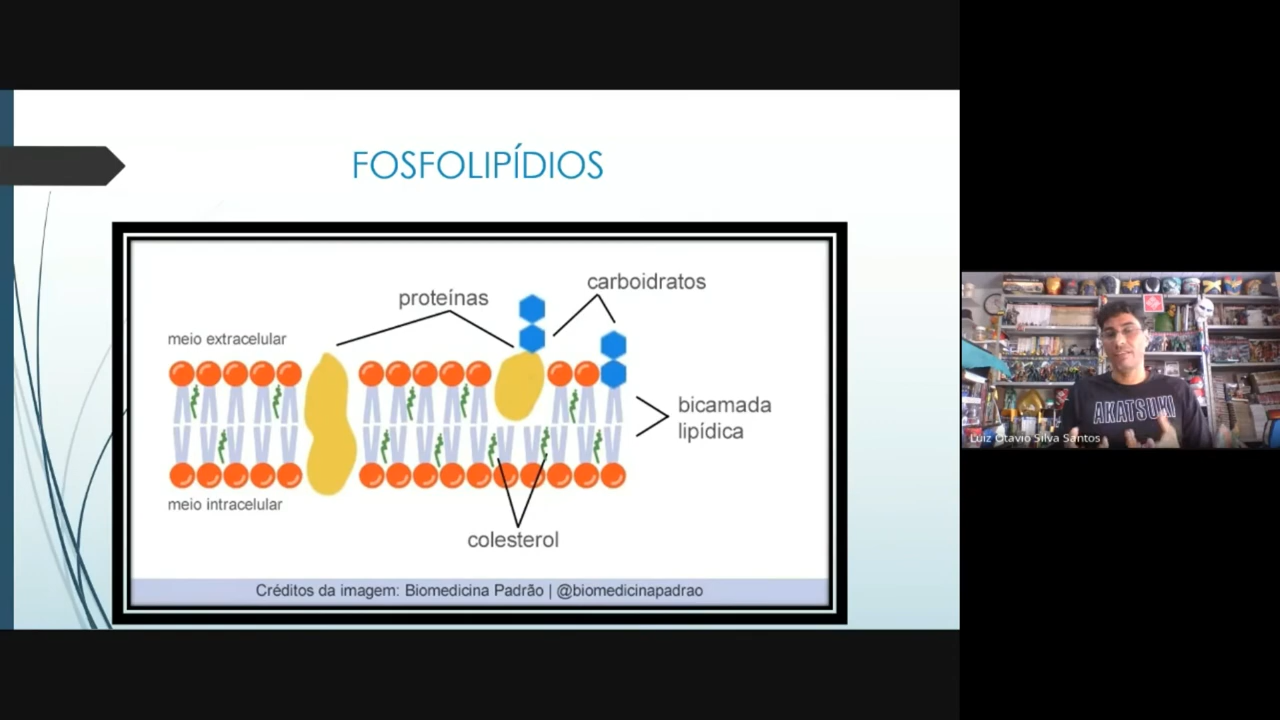 FOSFOLIPÍDIOS
carboidratos
proteínas
meio extracelular
bicamada
lipídica
meio intracelular
colesterol
Créditos da imagem: Biomedicina Padrão | @biomedicinapadrao
AKATSUKI
Luiz Otavio Silva Santos